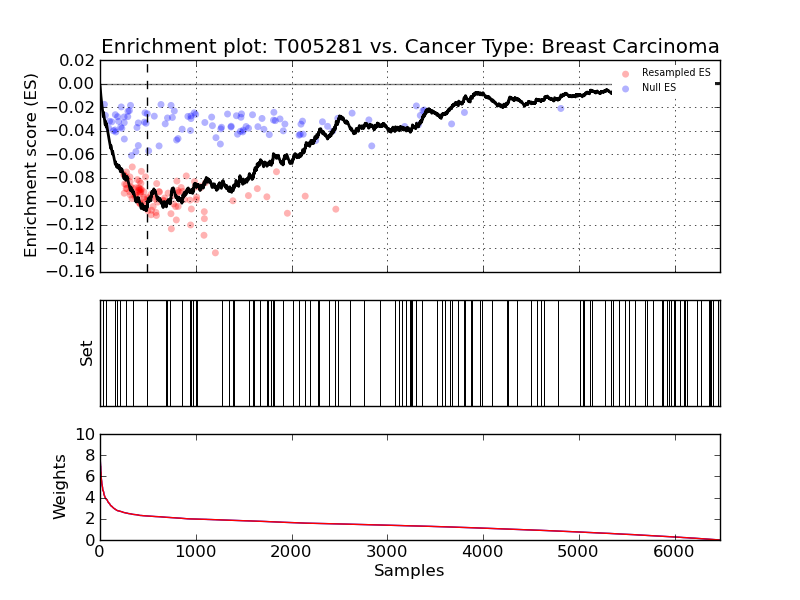 Enrichment plot: T005281 vs. Cancer Type: Breast Carcinoma
Enrichment score (ES)
0.02
0.00
−0.02
−0.04
−0.06
−0.08
−0.10
−0.12
−0.14
−0.16
Resampled ES
Null ES
Set
Weights
10
8
6
4
2
0
0 1000 2000 3000 4000 5000 6000
Samples